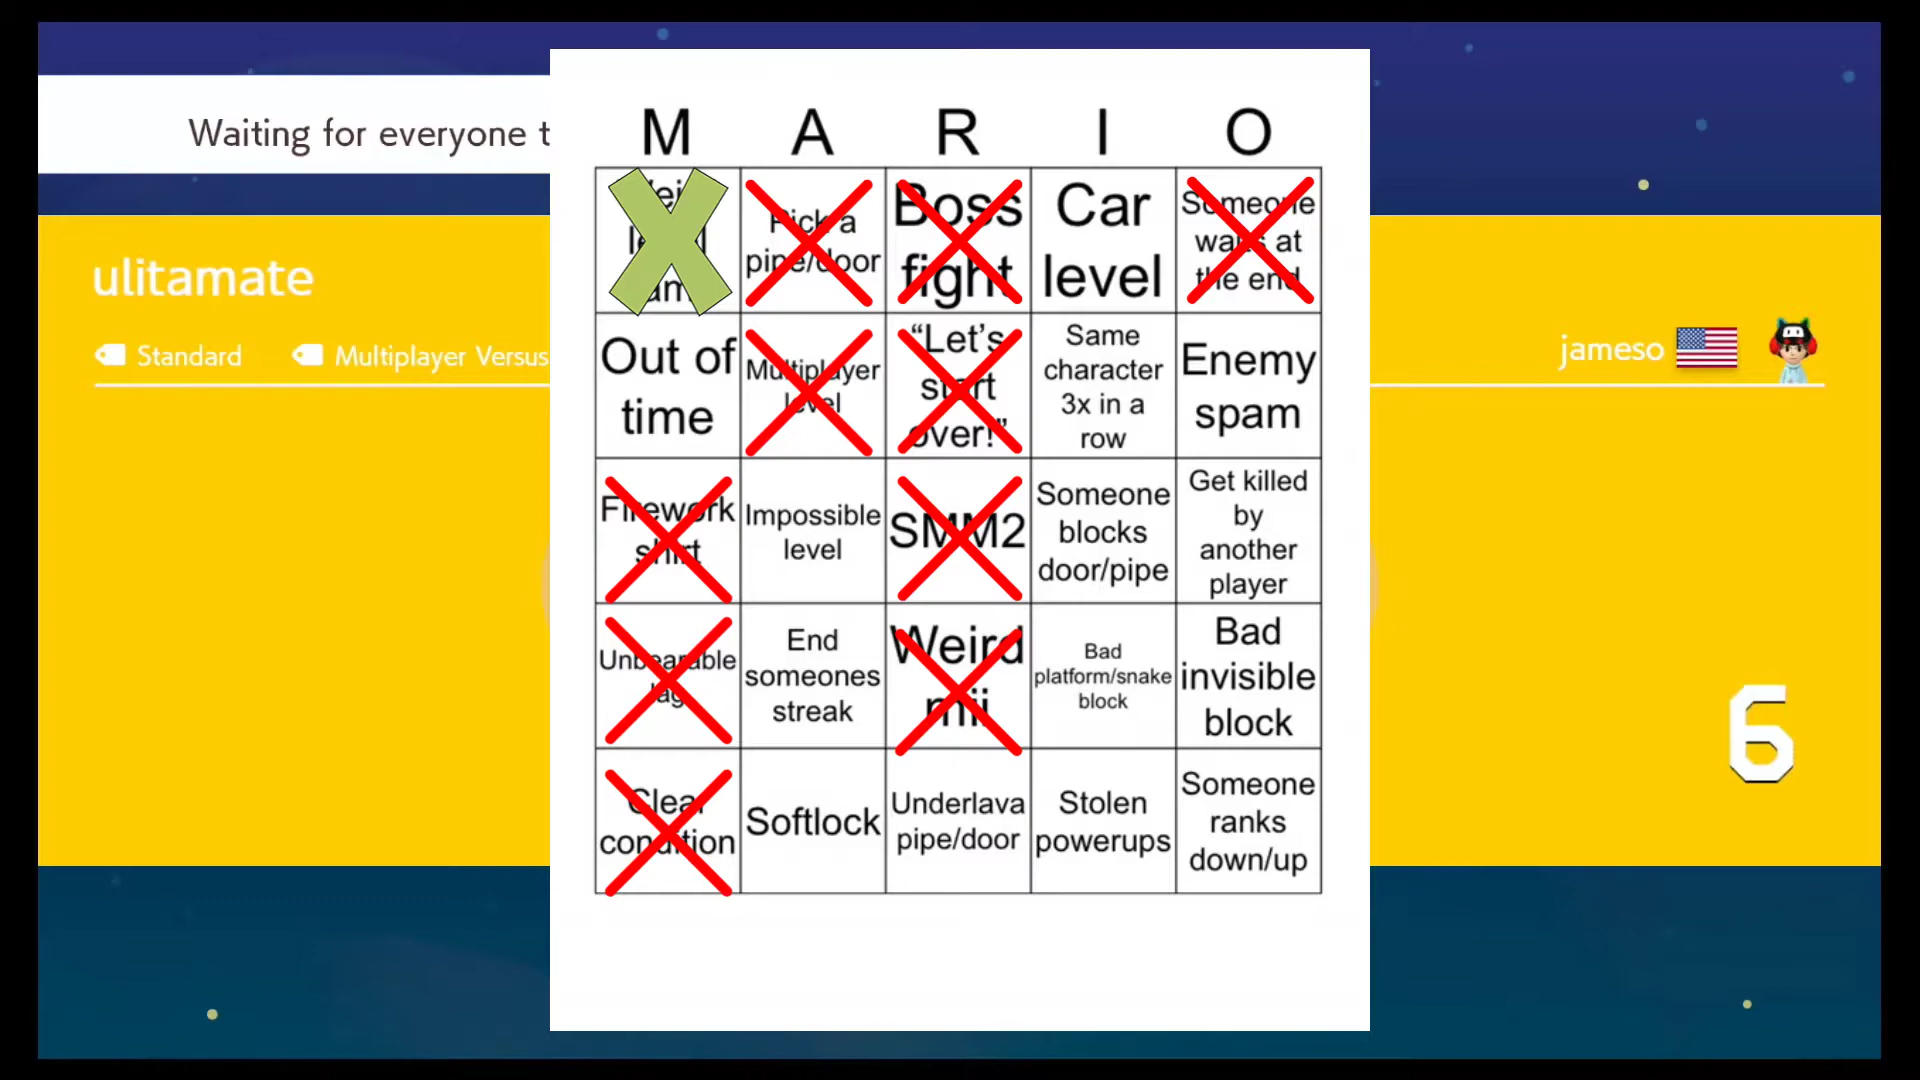 Waiting for everyone t
ulitamate
Standard
Multiplayer Versus
jameso
6
M A R I O
Pick a
pipe/door
Boss
fight
Car
level
Someone
waits at
the end
Out of
time
Multiplayer
level
“Let’s
start
over!”
Same
character
3x in a
row
Enemy
spam
Firework
shirt
Impossible
level
SMM2
Someone
blocks
door/pipe
Get killed
by
another
player
Unbearable
lag
End
someones
streak
Weird
mii
Bad
platform/snake
block
Bad
invisible
block
Clear
condition
Softlock
Underlava
pipe/door
Stolen
powerups
Someone
ranks
down/up